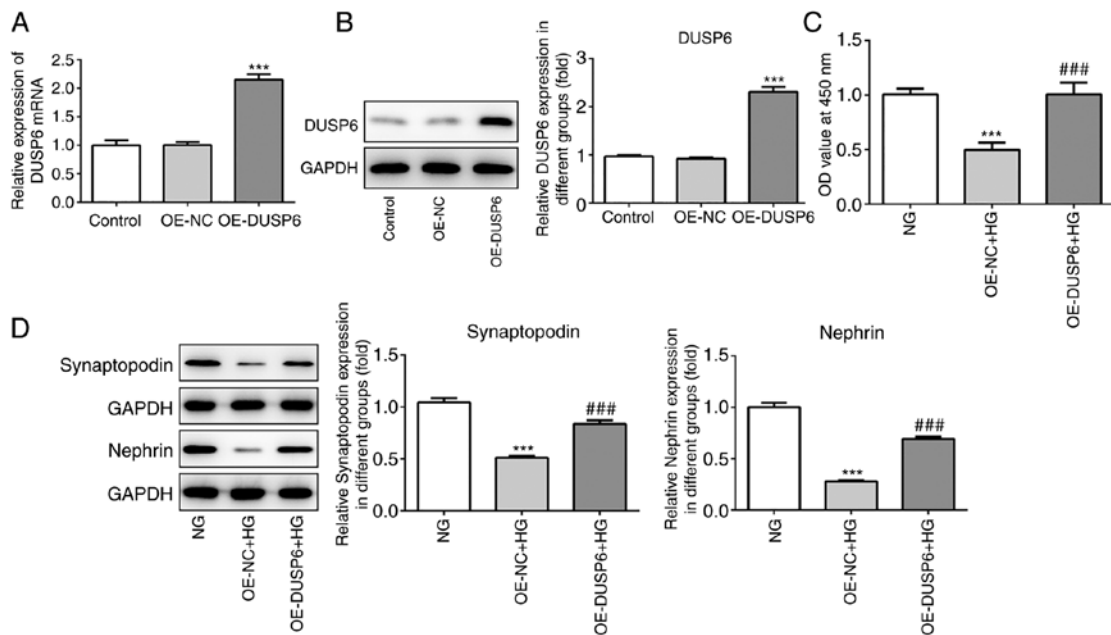 A
Relative expression of
DUSP6 mRNA
2.5
2.0
1.5
1.0
0.5
0.0
***
Control
OE-NC
OE-DUSP6
B
DUSP6
GAPDH
Control
OE-NC
OE-DUSP6
DUSP6
Relative DUSP6 expression in
different groups (fold)
3
2
1
0
***
Control
OE-NC
OE-DUSP6
C
OD value at 450 nm
1.5
1.0
0.5
0.0
***
###
NG
OE-NC+HG
OE-DUSP6+HG
D
Synaptopodin
GAPDH
Nephrin
GAPDH
NG
OE-NC+HG
OE-DUSP6+HG
Synaptopodin
Relative Synaptopodin expression
in different groups (fold)
1.5
1.0
0.5
0.0
***
###
NG
OE-NC+HG
OE-DUSP6+HG
Nephrin
Relative Nephrin expression
in different groups (fold)
1.5
1.0
0.5
0.0
***
###
NG
OE-NC+HG
OE-DUSP6+HG